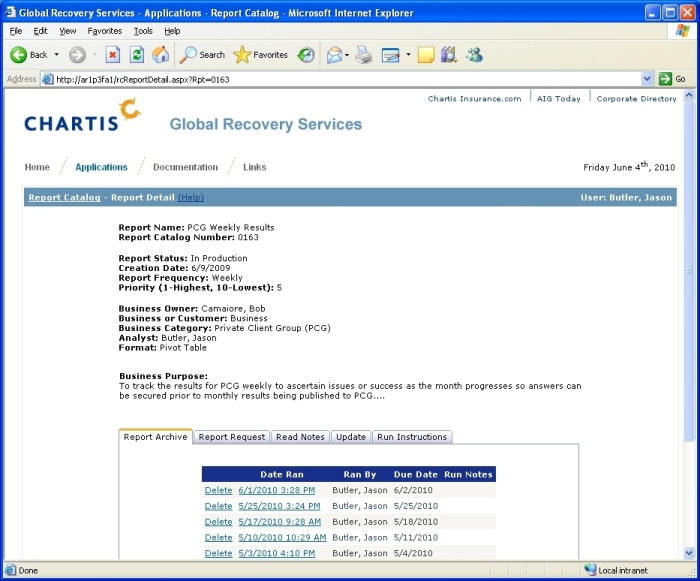 Global Recovery Services - Applications - Report Catalog - Microsoft Internet Explorer
File Edit View Favorites Tools Help
Back Search Favorites
Address http://ar1p3fa1/rcReportDetail.aspx?Rpt=0163 Go
Chartis Insurance.com AIG Today Corporate Directory
CHARTIS Global Recovery Services
Home Applications Documentation Links Friday June 4th, 2010
Report Catalog - Report Detail (Help) User: Butler, Jason
Report Name: PCG Weekly Results
Report Catalog Number: 0163
Report Status: In Production
Creation Date: 6/9/2009
Report Frequency: Weekly
Priority (1-Highest, 10-Lowest): 5
Business Owner: Camaiore, Bob
Business or Customer: Business
Business Category: Private Client Group (PCG)
Analyst: Butler, Jason
Format: Pivot Table
Business Purpose:
To track the results for PCG weekly to ascertain issues or success as the month progresses so answers can
be secured prior to monthly results being published to PCG....
Report Archive Report Request Read Notes Update Run Instructions
Date Ran Ran By Due Date Run Notes
Delete 6/1/2010 3:28 PM Butler, Jason 6/2/2010
Delete 5/25/2010 3:24 PM Butler, Jason 5/25/2010
Delete 5/17/2010 9:28 AM Butler, Jason 5/18/2010
Delete 5/10/2010 10:29 AM Butler, Jason 5/11/2010
Delete 5/3/2010 4:10 PM Butler, Jason 5/4/2010
Done Local intranet